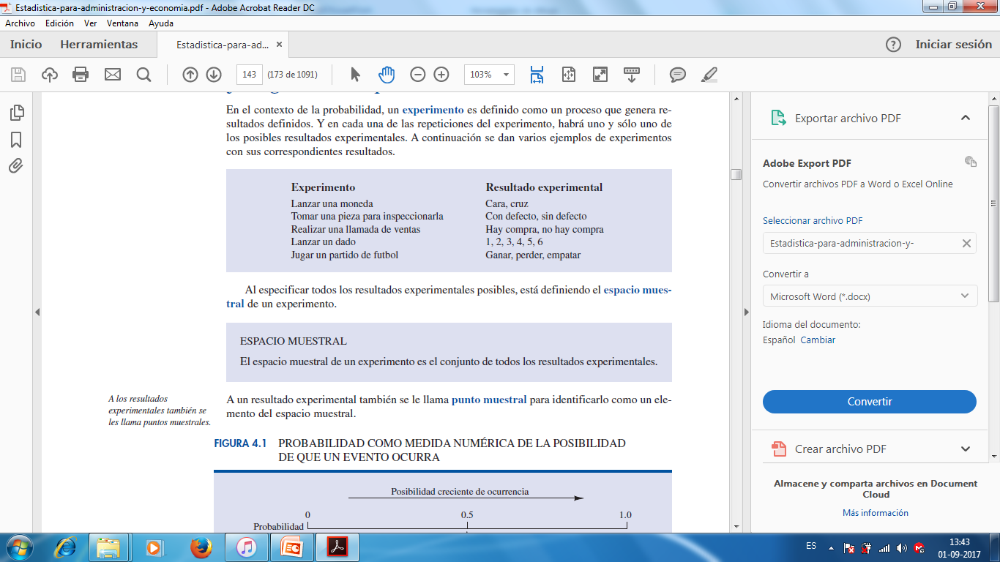 Estadistica-para-administracion-y-economia.pdf - Adobe Acrobat Reader DC
Archivo Edición Ver Ventana Ayuda
Inicio Herramientas Estadistica-para-ad... × Iniciar sesión
143 (173 de 1091) 103%
En el contexto de la probabilidad, un experimento es definido como un proceso que genera re-
sultados definidos. Y en cada una de las repeticiones del experimento, habrá uno y sólo uno de
los posibles resultados experimentales. A continuación se dan varios ejemplos de experimentos
con sus correspondientes resultados.
Experimento Resultado experimental
Lanzar una moneda Cara, cruz
Tomar una pieza para inspeccionarla Con defecto, sin defecto
Realizar una llamada de ventas Hay compra, no hay compra
Lanzar un dado 1, 2, 3, 4, 5, 6
Jugar un partido de futbol Ganar, perder, empatar
Al especificar todos los resultados experimentales posibles, está definiendo el espacio mues-
tral de un experimento.
ESPACIO MUESTRAL
El espacio muestral de un experimento es el conjunto de todos los resultados experimentales.
A los resultados
experimentales también se
les llama puntos muestrales.
A un resultado experimental también se le llama punto muestral para identificarlo como un ele-
mento del espacio muestral.
FIGURA 4.1 PROBABILIDAD COMO MEDIDA NUMÉRICA DE LA POSIBILIDAD
DE QUE UN EVENTO OCURRA
Posibilidad creciente de ocurrencia
0 0.5 1.0
Probabilidad
Exportar archivo PDF
Adobe Export PDF
Convertir archivos PDF a Word o Excel Online
Seleccionar archivo PDF
Estadistica-para-administracion-y-
Convertir a
Microsoft Word (*.docx)
Idioma del documento:
Español Cambiar
Convertir
Crear archivo PDF
Almacene y comparta archivos en Document
Cloud
Más información
ES 13:43
01-09-2017